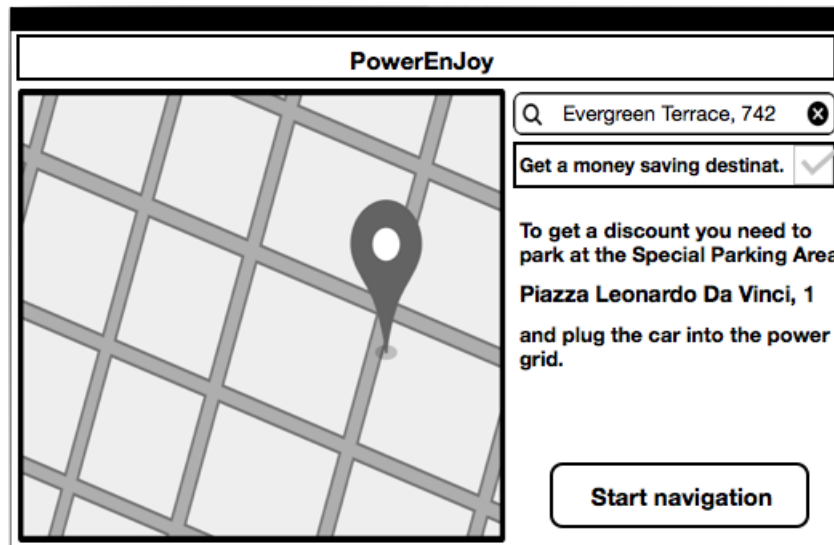 PowerEnJoy
Evergreen Terrace, 742
Get a money saving destinat.
To get a discount you need to
park at the Special Parking Area
Piazza Leonardo Da Vinci, 1
and plug the car into the power
grid.
Start navigation